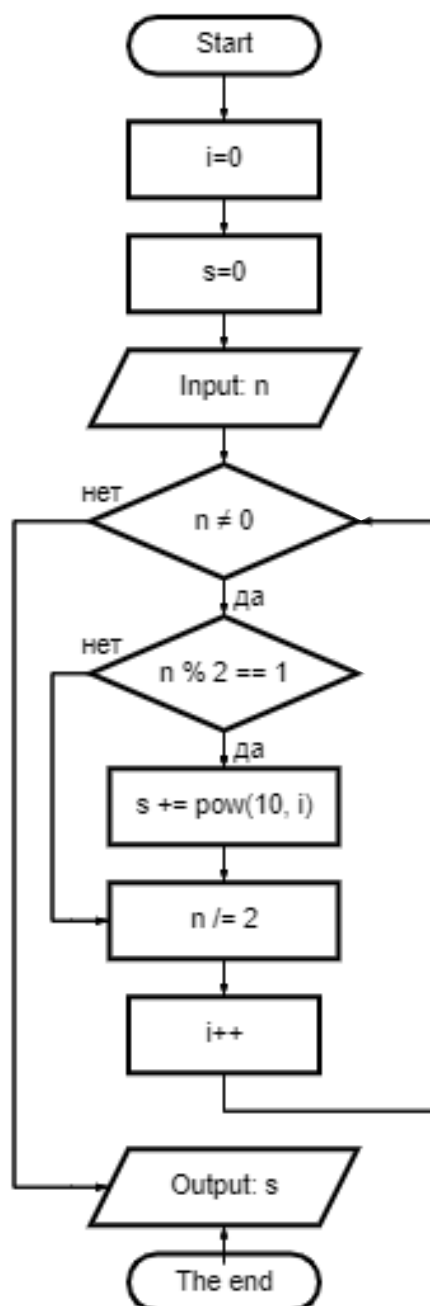 Start
i=0
s=0
Input: n
нет
n ≠ 0
да
нет
n % 2 == 1
да
s += pow(10, i)
n /= 2
i++
Output: s
The end